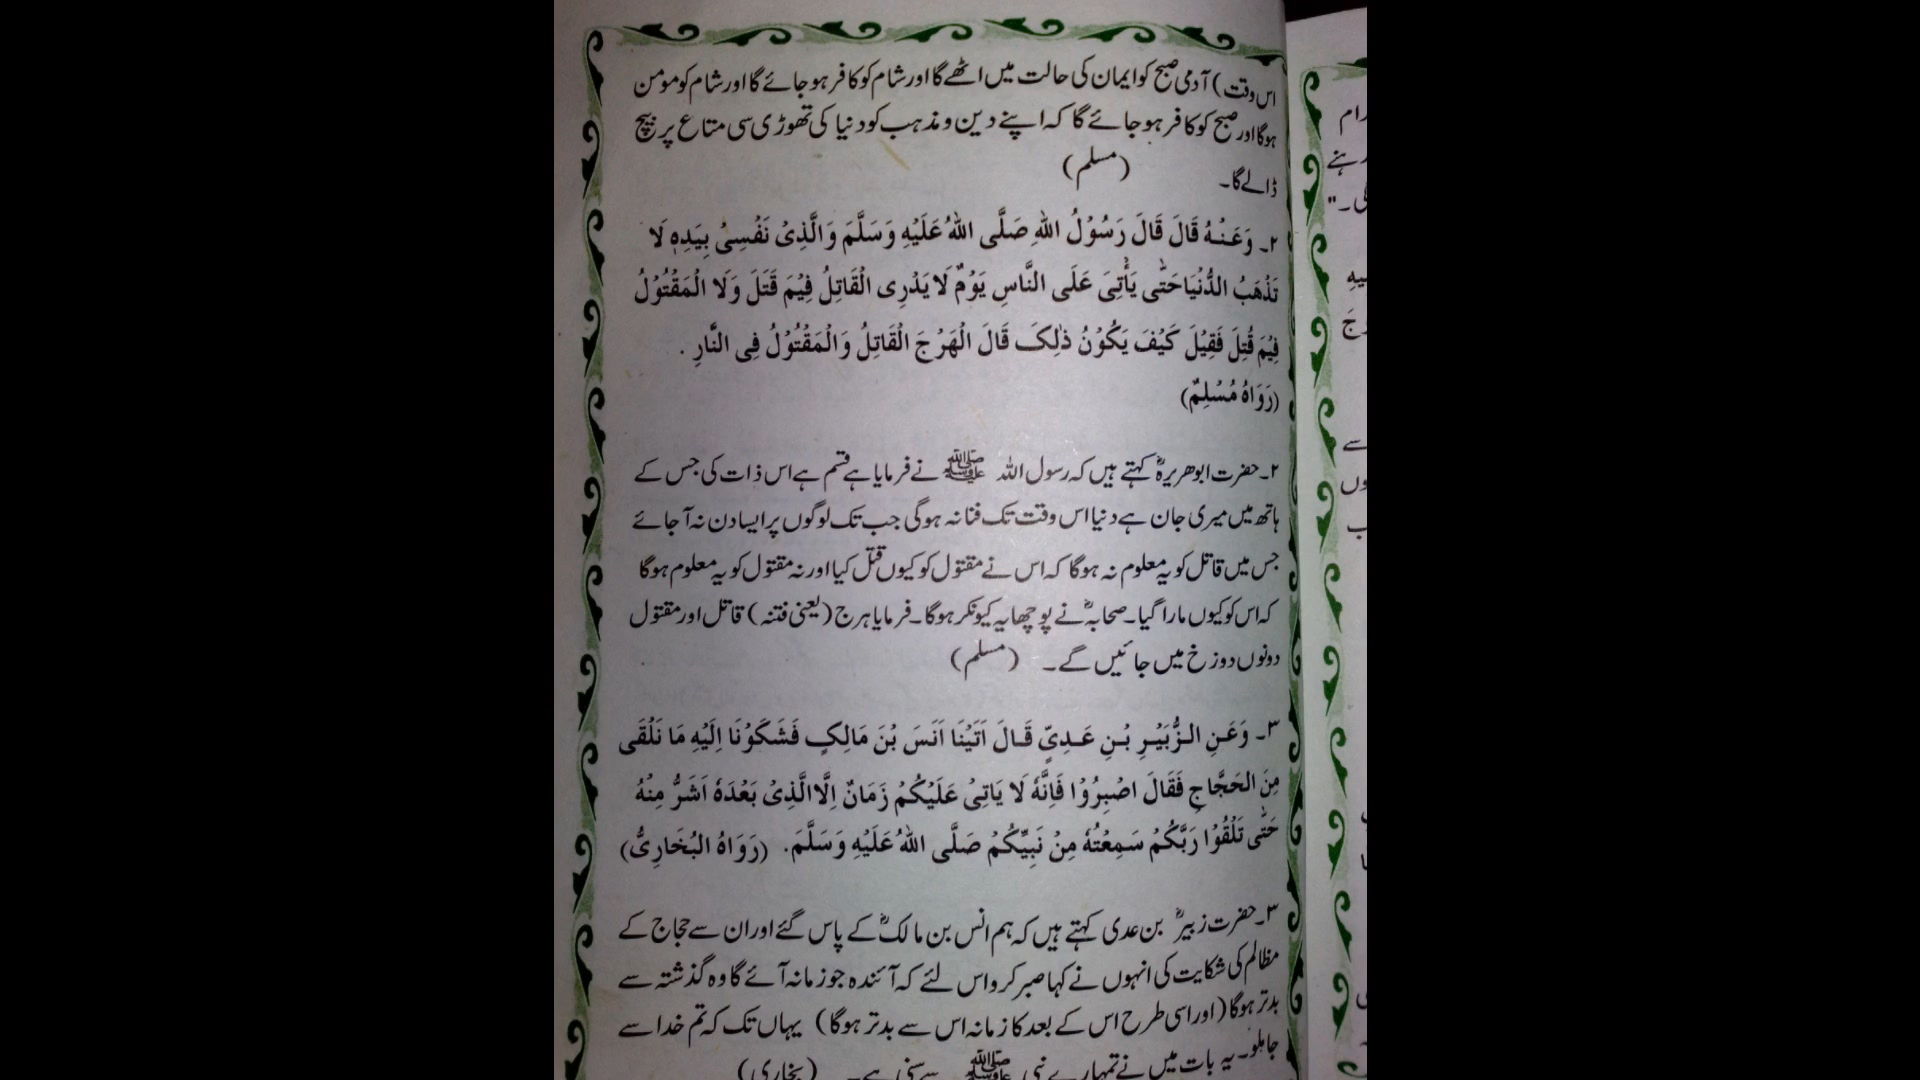 اس وقت) آدمی صبح کو ایمان کی حالت میں اٹھے گا اور شام کو کافر ہو جائے گا اور شام کو مومن
ہوگا اور صبح کو کافر ہو جائے گا کہ اپنے دین و مذہب کو دنیا کی تھوڑی سی متاع پر بیچ
ڈالے گا۔ (مسلم)
۲۔ وَعَنْهُ قَالَ قَالَ رَسُوْلُ اللهِ صَلَّى اللهُ عَلَيْهِ وَسَلَّمَ وَالَّذِىْ نَفْسِىْ بِيَدِهٖ لَا
تَذْهَبُ الدُّنْيَا حَتّٰى يَأْتِىَ عَلَى النَّاسِ يَوْمٌ لَا يَدْرِى الْقَاتِلُ فِيْمَ قَتَلَ وَلَا الْمَقْتُوْلُ
فِيْمَ قُتِلَ فَقِيْلَ كَيْفَ يَكُوْنُ ذٰلِكَ قَالَ الْهَرْجَ الْقَاتِلُ وَالْمَقْتُوْلُ فِى النَّارِ .
(رَوَاهُ مُسْلِمٌ)
۲۔ حضرت ابوھریرہؓ کہتے ہیں کہ رسول اللہ ﷺ نے فرمایا ہے قسم ہے اس ذات کی جس کے
ہاتھ میں میری جان ہے دنیا اس وقت تک فنا نہ ہوگی جب تک لوگوں پر ایسا دن نہ آجائے
جس میں قاتل کو یہ معلوم نہ ہوگا کہ اس نے مقتول کو کیوں قتل کیا اور نہ مقتول کو یہ معلوم ہوگا
کہ اس کو کیوں مارا گیا۔ صحابہؓ نے پوچھا یہ کیونکر ہوگا۔ فرمایا ہرج (یعنی فتنہ) قاتل اور مقتول
دونوں دوزخ میں جائیں گے۔ (مسلم)
۳۔ وَعَنِ الزُّبَيْرِ بْنِ عَدِىٍّ قَالَ اَتَيْنَا اَنَسَ بْنَ مَالِكٍ فَشَكَوْنَا اِلَيْهِ مَا نَلْقَى
مِنَ الحَجَّاجِ فَقَالَ اصْبِرُوْا فَاِنَّهٗ لَا يَاتِىْ عَلَيْكُمْ زَمَانٌ اِلَّا الَّذِىْ بَعْدَهٗ اَشَرُّ مِنْهُ
حَتّٰى تَلْقُوْا رَبَّكُمْ سَمِعْتُهٗ مِنْ نَبِيِّكُمْ صَلَّى اللهُ عَلَيْهِ وَسَلَّمَ. (رَوَاهُ البُخَارِىُّ)
۳۔ حضرت زبیرؓ بن عدی کہتے ہیں کہ ہم انس بن مالکؓ کے پاس گئے اور ان سے حجاج کے
مظالم کی شکایت کی انہوں نے کہا صبر کرو اس لئے کہ آئندہ جو زمانہ آئے گا وہ گذشتہ سے
بدتر ہوگا (اور اسی طرح اس کے بعد کا زمانہ اس سے بدتر ہوگا) یہاں تک کہ تم خدا سے
جاملو۔ یہ بات میں نے تمہارے نبی ﷺ سے سنی ہے۔ (بخاری)